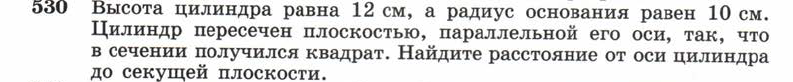 530 Высота цилиндра равна 12 см, а радиус основания равен 10 см.
Цилиндр пересечен плоскостью, параллельной его оси, так, что
в сечении получился квадрат. Найдите расстояние от оси цилиндра
до секущей плоскости.